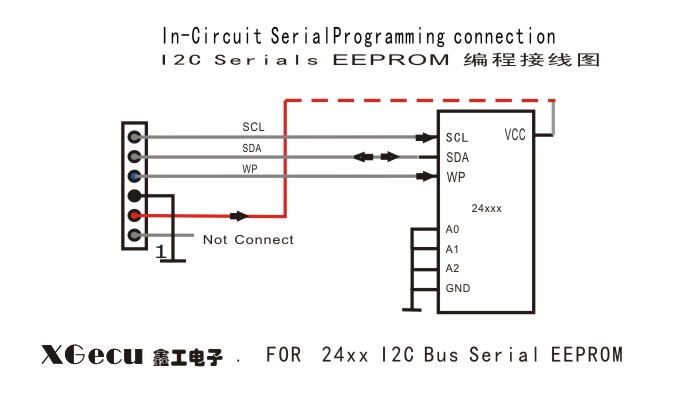 In-Circuit SerialProgramming connection
I2C Serials EEPROM 编程接线图
SCL
SDA
WP
SCL
VCC
SDA
WP
24xxx
A0
A1
A2
GND
Not Connect
1
XGecu 鑫工电子 . FOR 24xx I2C Bus Serial EEPROM